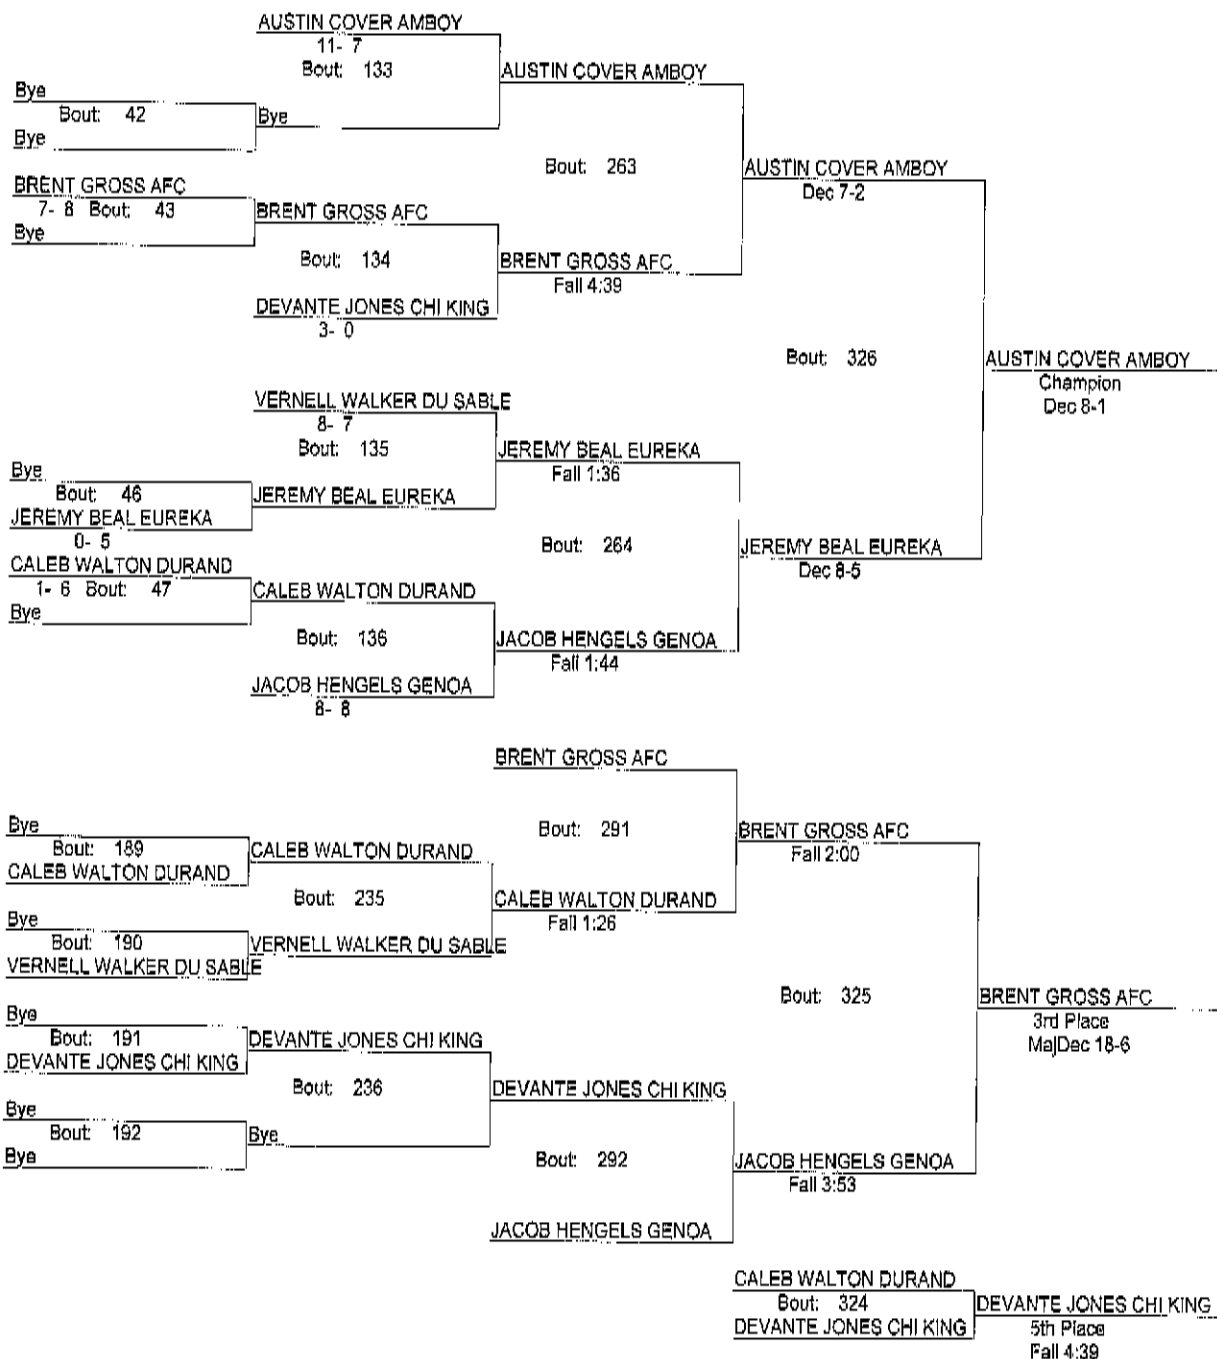 AUSTIN COVER AMBOY
11- 7
Bout: 133
AUSTIN COVER AMBOY
Bye
Bout: 42
Bye
Bye
Bout: 263
AUSTIN COVER AMBOY
Dec 7-2
BRENT GROSS AFC
7- 8 Bout: 43
BRENT GROSS AFC
Bye
Bout: 134
BRENT GROSS AFC
Fall 4:39
DEVANTE JONES CHI KING
3- 0
Bout: 326
AUSTIN COVER AMBOY
Champion
Dec 8-1
VERNELL WALKER DU SABLE
8- 7
Bout: 135
JEREMY BEAL EUREKA
Fall 1:36
Bye
Bout: 46
JEREMY BEAL EUREKA
JEREMY BEAL EUREKA
0- 5
Bout: 264
JEREMY BEAL EUREKA
Dec 8-5
CALEB WALTON DURAND
1- 6 Bout: 47
CALEB WALTON DURAND
Bye
Bout: 136
JACOB HENGELS GENOA
Fall 1:44
JACOB HENGELS GENOA
8- 8
BRENT GROSS AFC
Bye
Bout: 189
CALEB WALTON DURAND
CALEB WALTON DURAND
Bout: 291
BRENT GROSS AFC
Fall 2:00
Bout: 235
CALEB WALTON DURAND
Fall 1:26
Bye
Bout: 190
VERNELL WALKER DU SABLE
VERNELL WALKER DU SABLE
Bout: 325
BRENT GROSS AFC
3rd Place
MajDec 18-6
Bye
Bout: 191
DEVANTE JONES CHI KING
DEVANTE JONES CHI KING
Bout: 236
DEVANTE JONES CHI KING
Bye
Bout: 192
Bye
Bye
Bout: 292
JACOB HENGELS GENOA
Fall 3:53
JACOB HENGELS GENOA
CALEB WALTON DURAND
Bout: 324
DEVANTE JONES CHI KING
DEVANTE JONES CHI KING
5th Place
Fall 4:39